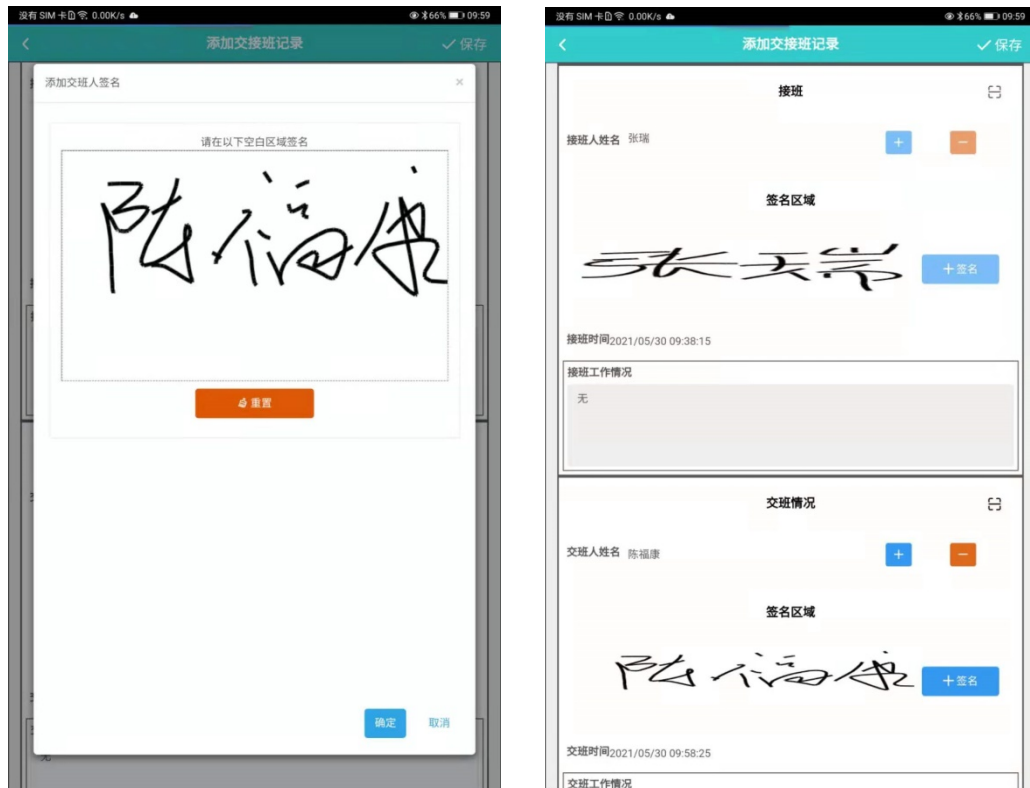 没有 SIM 卡 0.00K/s 66% 09:59
添加交接班记录 保存
添加交班人签名 ×
请在以下空白区域签名
陈福康
重置
确定 取消
无
没有 SIM 卡 0.00K/s 66% 09:59
添加交接班记录 保存
接班
接班人姓名 张瑞
签名区域
张瑞 +签名
接班时间2021/05/30 09:38:15
接班工作情况
无
交班情况
交班人姓名 陈福康
签名区域
陈福康 +签名
交班时间2021/05/30 09:58:25
交班工作情况